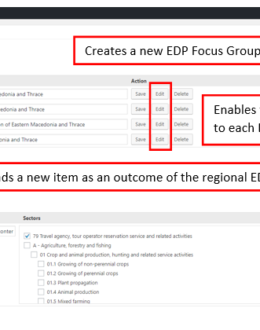 Creates a new EDP Focus Group
Action
edonia and Thrace
Save Edit Delete
edonia and Thrace
Save Edit Delete
n of Eastern Macedonia and Thrace
Save Edit Delete
onia and Thrace
Save Edit Delete
Enables
to each
ds a new item as an outcome of the regional
Sectors
79 Travel agency, tour operator reservation service and related activities
A - Agriculture, forestry and fishing
01 Crop and animal production, hunting and related service activities
01.1 Growing of non-perennial crops
01.2 Growing of perennial crops
01.3 Plant propagation
01.4 Animal production
01.5 Mixed farming